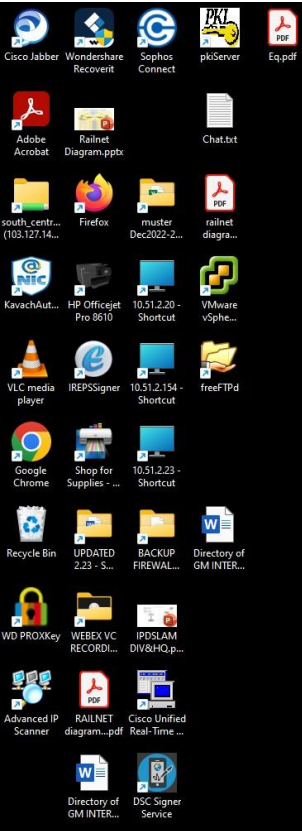 Cisco Jabber
Wondershare
Recoverit
Sophos
Connect
PKI
pkiServer
PDF
Eq.pdf
Adobe
Acrobat
Railnet
Diagram.pptx
Chat.txt
south_centr...
(103.127.14...
Firefox
muster
Dec2022-2...
PDF
railnet
diagra...
NIC
KavachAut...
HP Officejet
Pro 8610
10.51.2.20 -
Shortcut
VMware
vSphe...
VLC media
player
IREPSSigner
10.51.2.154 -
Shortcut
freeFTPd
Google
Chrome
Shop for
Supplies - ...
10.51.2.23 -
Shortcut
Recycle Bin
UPDATED
2.23 - S...
BACKUP
FIREWAL...
Directory of
GM INTER...
WD PROXKey
WEBEX VC
RECORDI...
IPDSLAM
DIV&HQ.p...
Advanced IP
Scanner
PDF
RAILNET
diagram...pdf
Cisco Unified
Real-Time ...
Directory of
GM INTER...
DSC Signer
Service